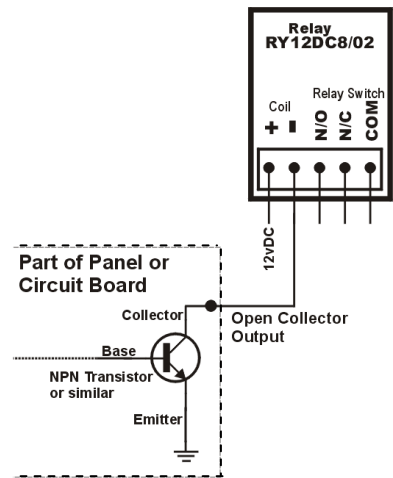 Relay
RY12DC8/02
Relay Switch
Coil
+ -
N/O
N/C
COM
12vDC
Part of Panel or
Circuit Board
Collector
Open Collector
Output
Base
NPN Transistor
or similar
Emitter